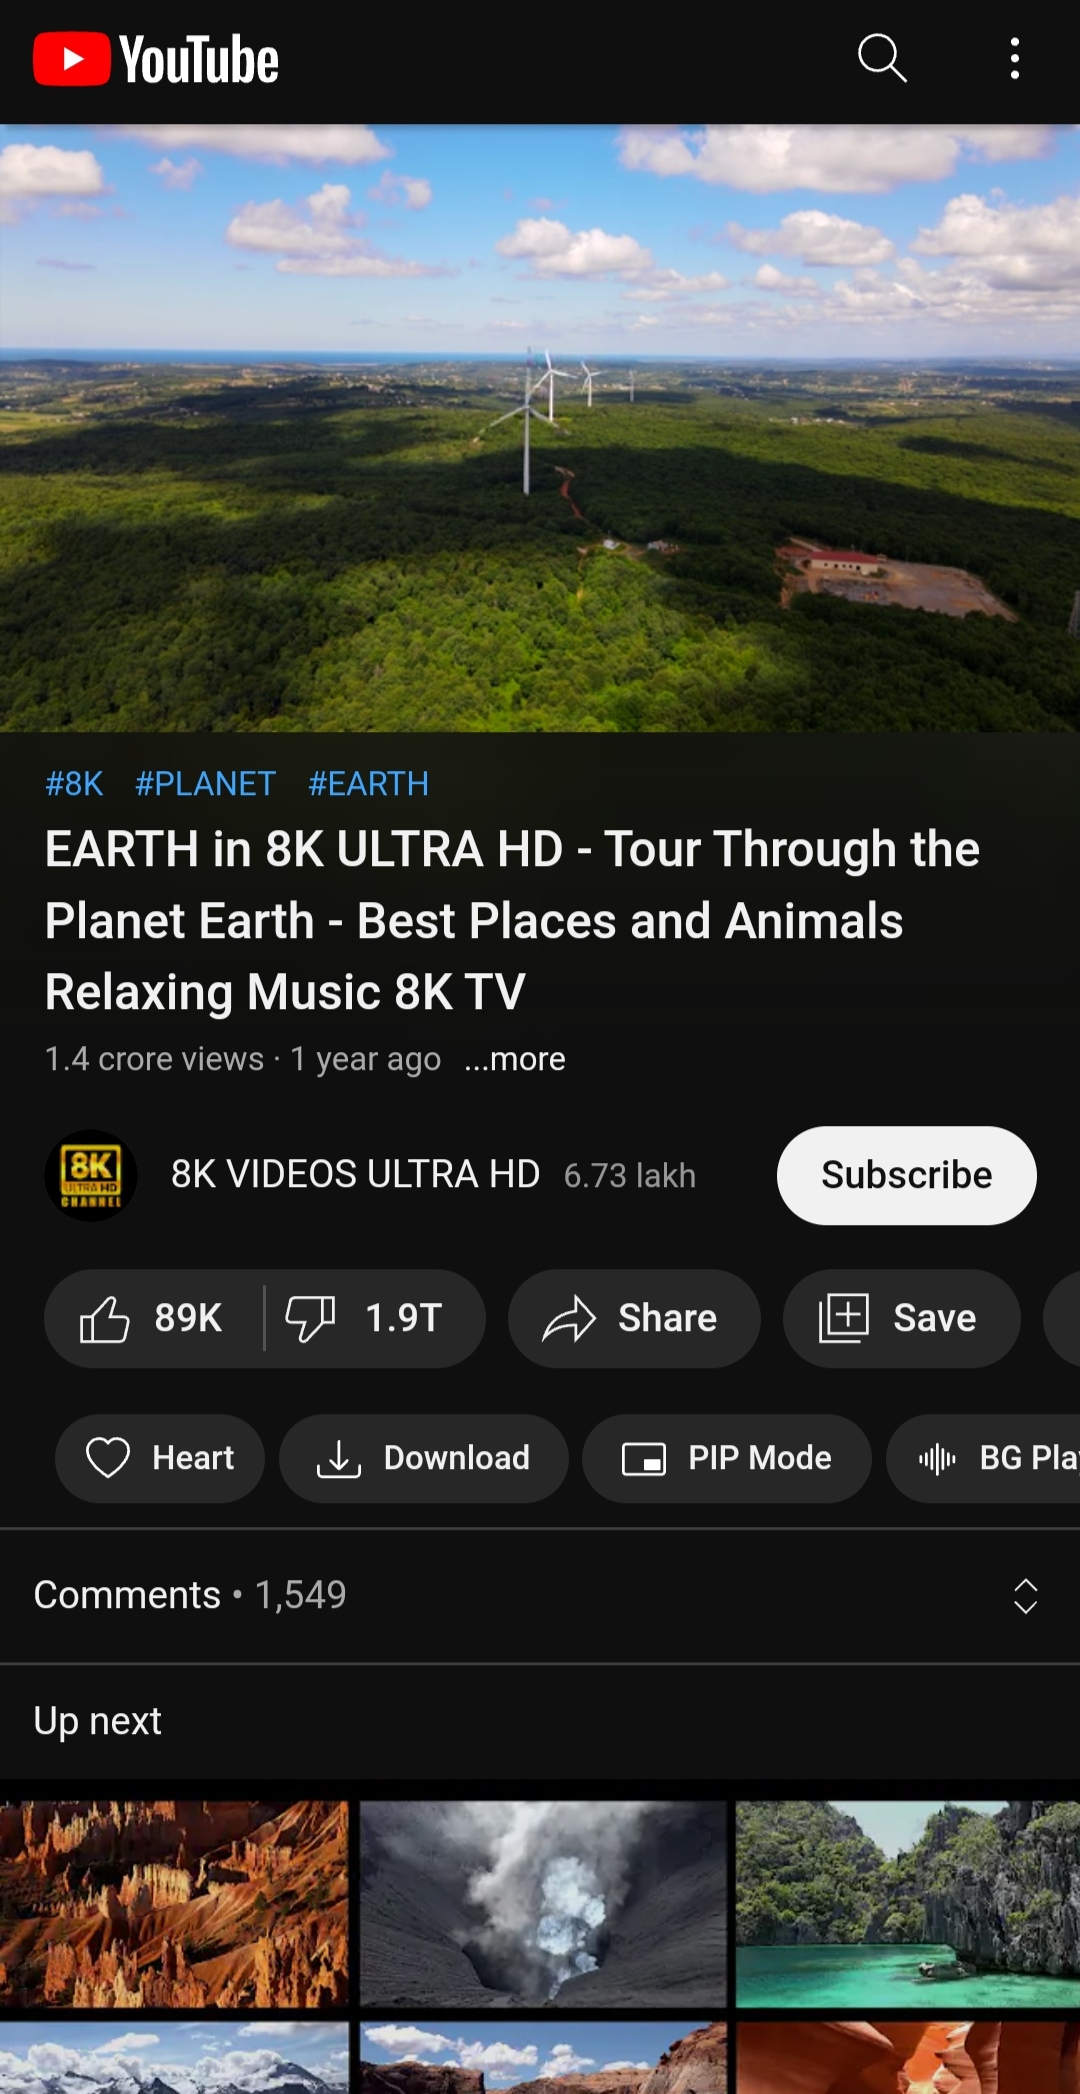 YouTube
#8K #PLANET #EARTH
EARTH in 8K ULTRA HD - Tour Through the
Planet Earth - Best Places and Animals
Relaxing Music 8K TV
1.4 crore views · 1 year ago ...more
8K ULTRA HD CHANNEL
8K VIDEOS ULTRA HD 6.73 lakh
Subscribe
89K 1.9T Share Save
Heart Download PIP Mode BG Pla
Comments • 1,549
Up next